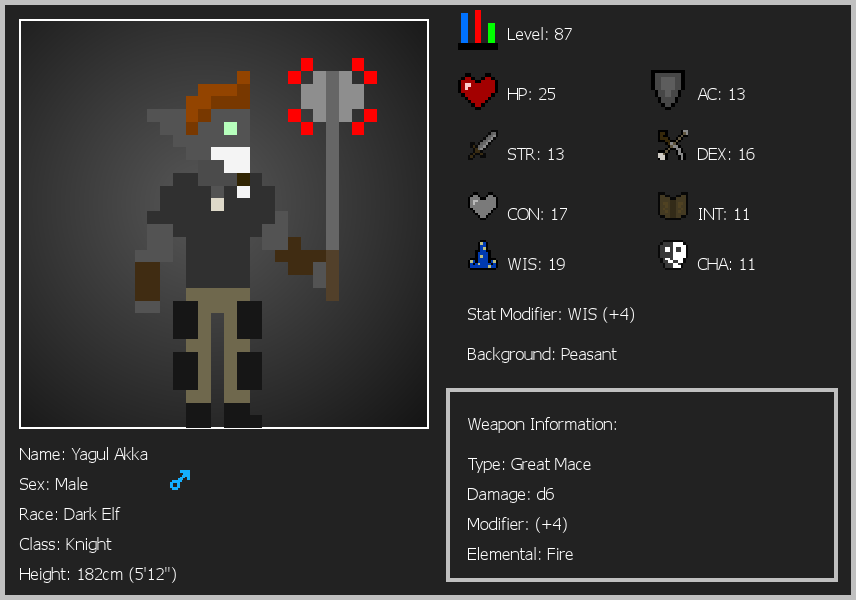 Level: 87
HP: 25
AC: 13
STR: 13
DEX: 16
CON: 17
INT: 11
WIS: 19
CHA: 11
Stat Modifier: WIS (+4)
Background: Peasant
Weapon Information:
Type: Great Mace
Damage: d6
Modifier: (+4)
Elemental: Fire
Name: Yagul Akka
Sex: Male
Race: Dark Elf
Class: Knight
Height: 182cm (5'12")